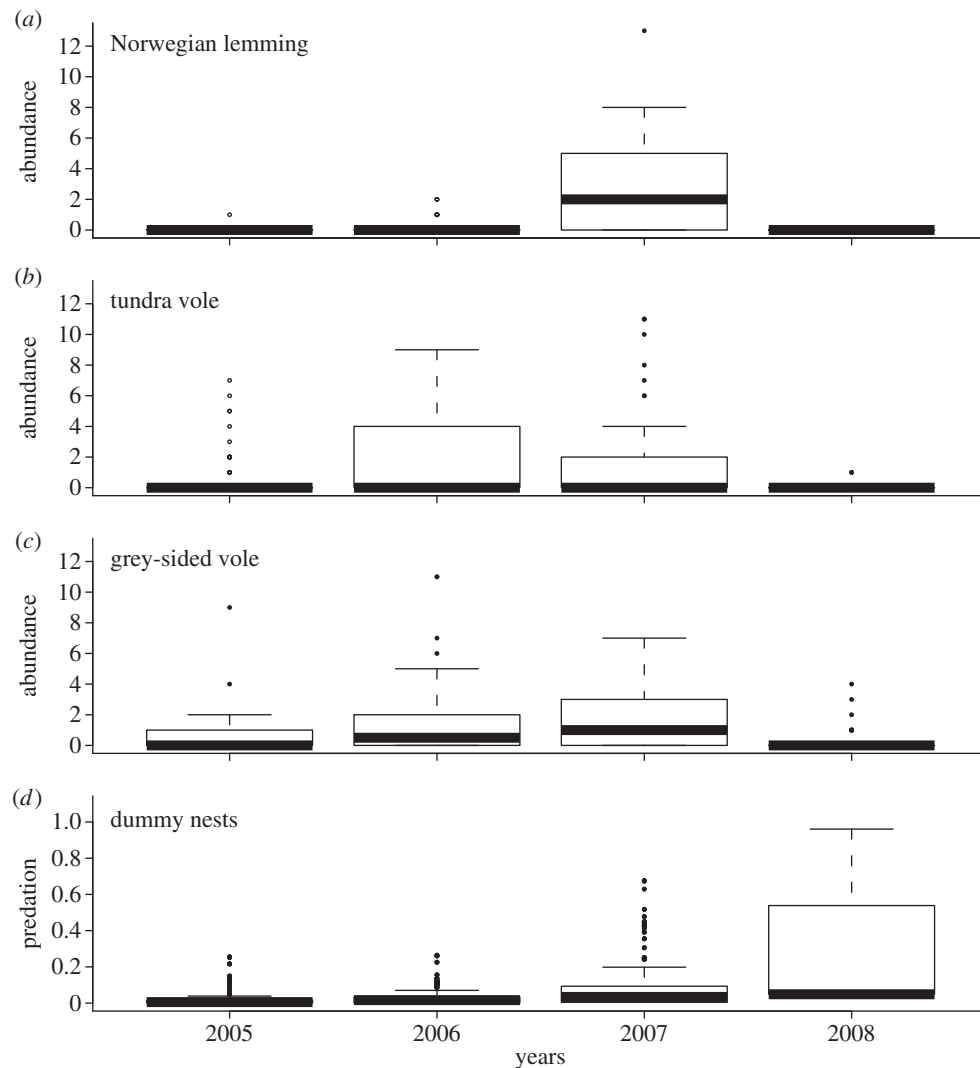 (a)
Norwegian lemming
abundance
12
10
8
6
4
2
0
(b)
tundra vole
abundance
12
10
8
6
4
2
0
(c)
grey-sided vole
abundance
12
10
8
6
4
2
0
(d)
dummy nests
predation
1.0
0.8
0.6
0.4
0.2
0
2005 2006 2007 2008
years